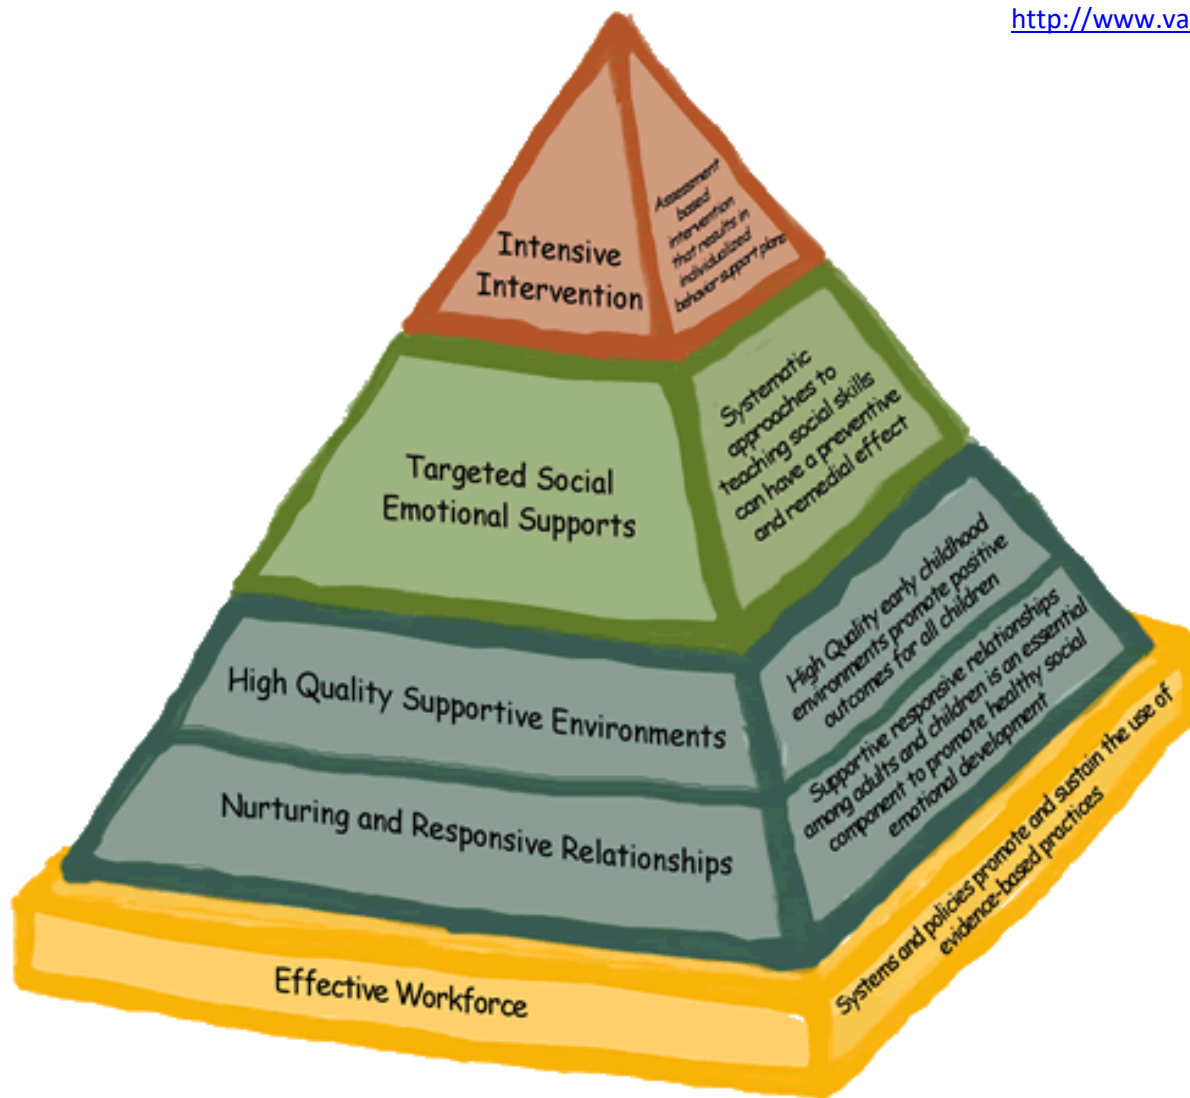 http://www.va
Intensive
Intervention
Assessment
based
intervention
that results in
individualized
behavior support plans
Targeted Social
Emotional Supports
Systematic
approaches to
teaching social skills
can have a preventive
and remedial effect
High Quality Supportive Environments
High Quality early childhood
environments promote positive
outcomes for all children
Nurturing and Responsive Relationships
Supportive responsive relationships
among adults and children is an essential
component to promote healthy social
emotional development
Effective Workforce
Systems and policies promote and sustain the use of
evidence-based practices